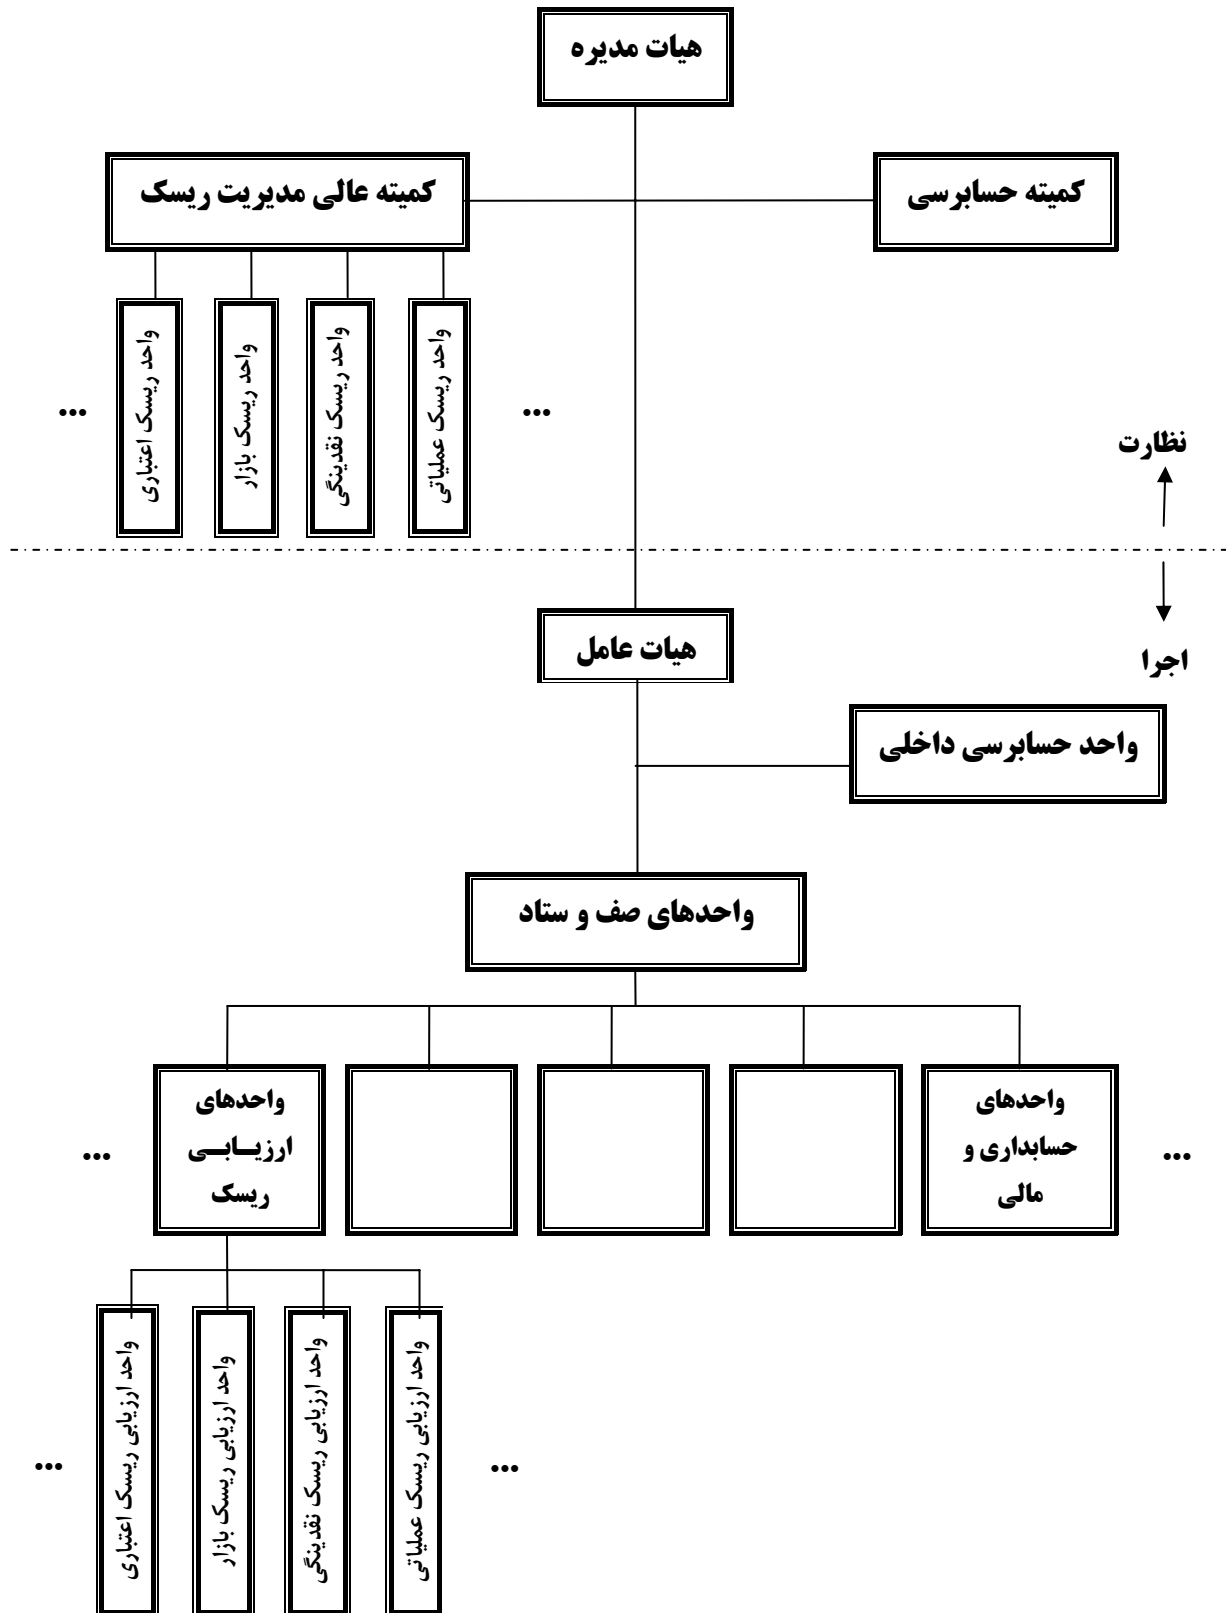 هیات مدیره
کمیته حسابرسی
کمیته عالی مدیریت ریسک
واحد ریسک عملیاتی
واحد ریسک نقدینگی
واحد ریسک بازار
واحد ریسک اعتباری
...
...
نظارت
اجرا
هیات عامل
واحد حسابرسی داخلی
واحدهای صف و ستاد
...
واحدهای
حسابداری و
مالی
واحدهای
ارزیــابــی
ریسک
...
...
واحد ارزیابی ریسک عملیاتی
واحد ارزیابی ریسک نقدینگی
واحد ارزیابی ریسک بازار
واحد ارزیابی ریسک اعتباری
...